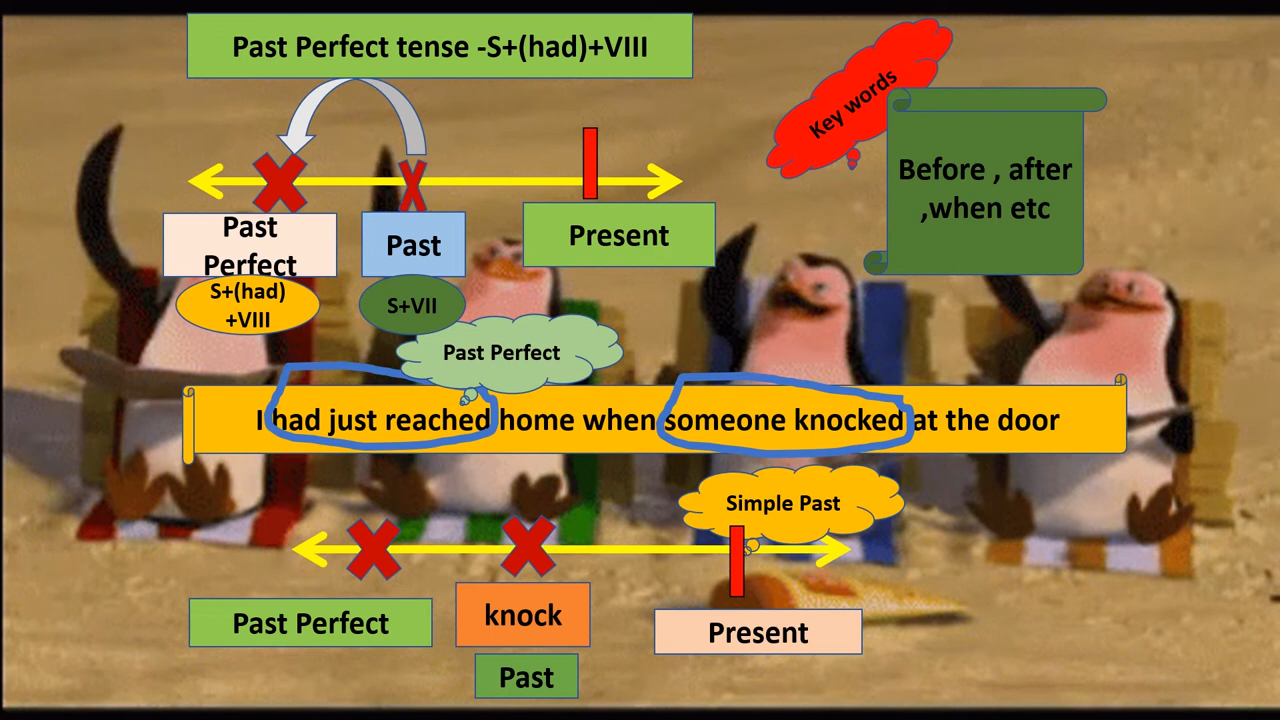 Past Perfect tense -S+(had)+VIII
Key words
Before , after
,when etc
Past
Perfect
Past
Present
S+(had)
+VIII
S+VII
Past Perfect
I had just reached home when someone knocked at the door
Simple Past
Past Perfect
knock
Present
Past